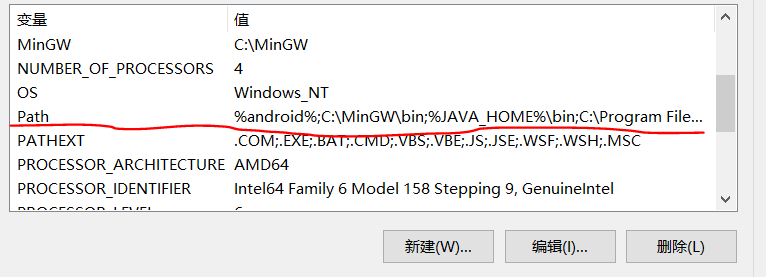 变量 值
MinGW C:\MinGW
NUMBER_OF_PROCESSORS 4
OS Windows_NT
Path %android%;C:\MinGW\bin;%JAVA_HOME%\bin;C:\Program File...
PATHEXT .COM;.EXE;.BAT;.CMD;.VBS;.VBE;.JS;.JSE;.WSF;.WSH;.MSC
PROCESSOR_ARCHITECTURE AMD64
PROCESSOR_IDENTIFIER Intel64 Family 6 Model 158 Stepping 9, GenuineIntel
新建(W)... 编辑(I)... 删除(L)